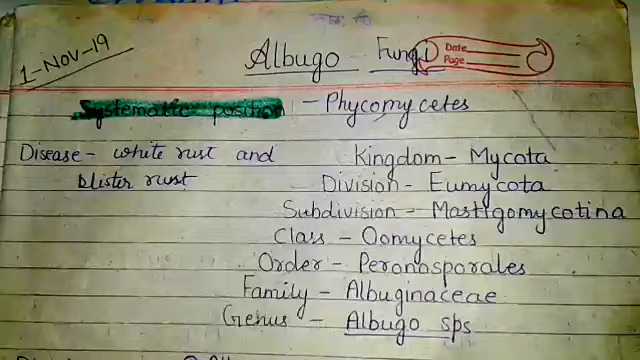 1-Nov-19
Albugo Fungi
Date
Page
Systematic position - Phycomycetes
Disease - white rust and
blister rust
Kingdom - Mycota
Division - Eumycota
Subdivision - Mastigomycotina
Class - Oomycetes
Order - Peronosporales
Family - Albuginaceae
Genus - Albugo sps